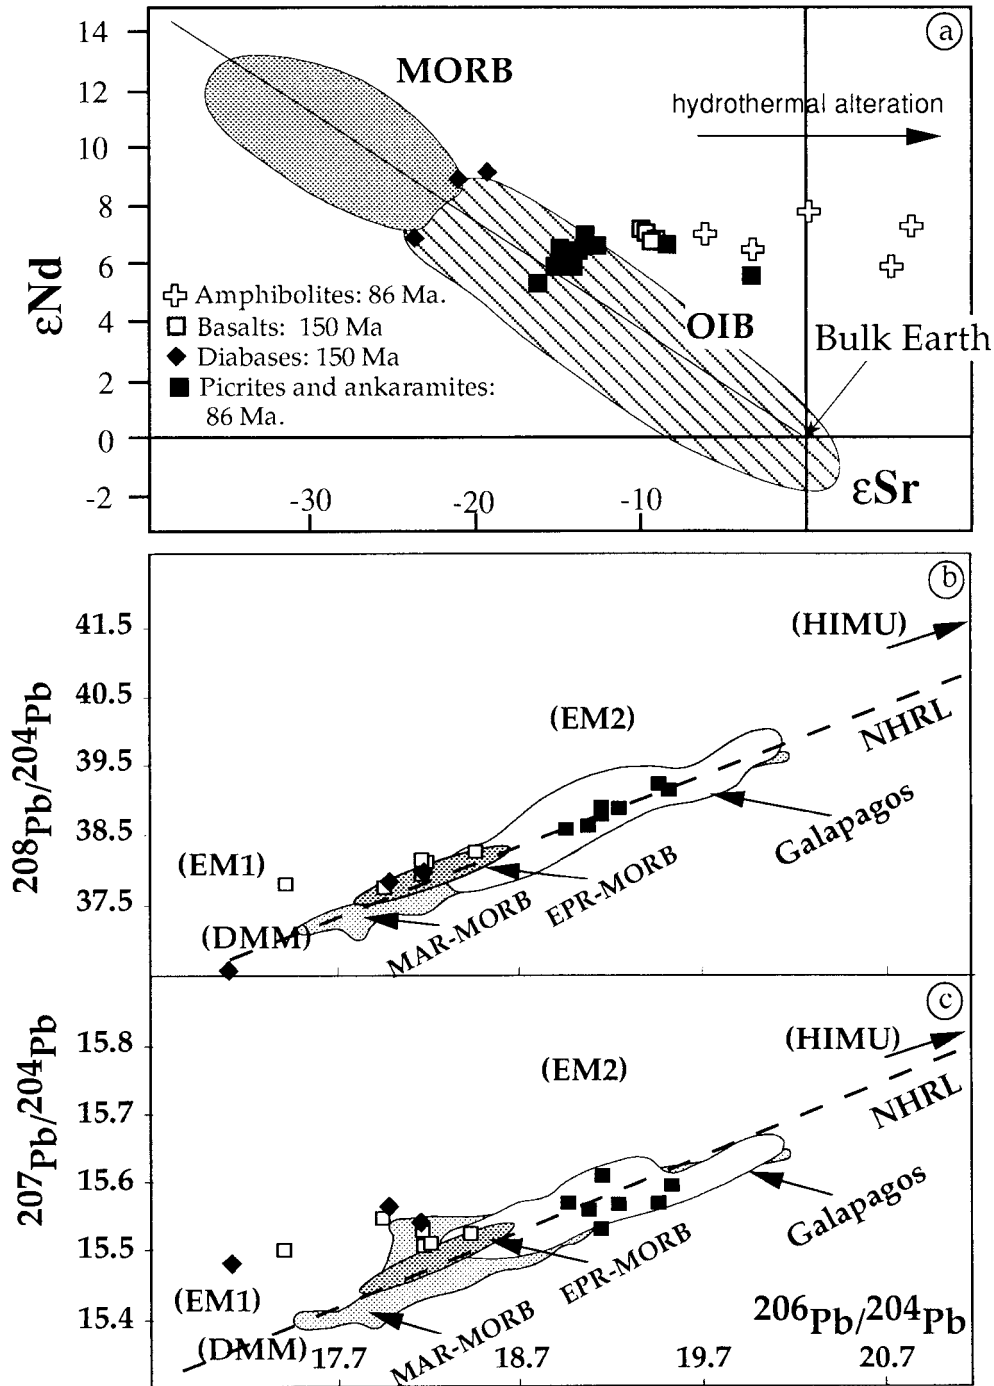 a
14
12
10
8
6
4
2
0
-2
εNd
MORB
hydrothermal alteration
Amphibolites: 86 Ma.
Basalts: 150 Ma
Diabases: 150 Ma
Picrites and ankaramites:
86 Ma.
OIB
Bulk Earth
εSr
-30
-20
-10
b
41.5
40.5
39.5
38.5
37.5
208Pb/204Pb
(HIMU)
(EM2)
NHRL
Galapagos
(EM1)
EPR-MORB
MAR-MORB
(DMM)
c
15.8
15.7
15.6
15.5
15.4
207Pb/204Pb
(HIMU)
(EM2)
NHRL
Galapagos
EPR-MORB
(EM1)
MAR-MORB
(DMM)
206Pb/204Pb
17.7
18.7
19.7
20.7